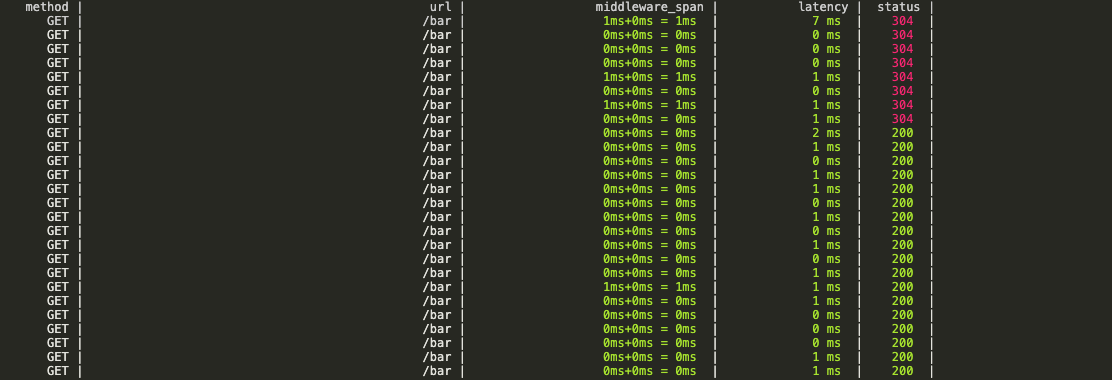 method | url | middleware_span | latency | status |
GET | /bar | 1ms+0ms = 1ms | 7 ms | 304 |
GET | /bar | 0ms+0ms = 0ms | 0 ms | 304 |
GET | /bar | 0ms+0ms = 0ms | 0 ms | 304 |
GET | /bar | 0ms+0ms = 0ms | 0 ms | 304 |
GET | /bar | 1ms+0ms = 1ms | 1 ms | 304 |
GET | /bar | 0ms+0ms = 0ms | 0 ms | 304 |
GET | /bar | 1ms+0ms = 1ms | 1 ms | 304 |
GET | /bar | 0ms+0ms = 0ms | 1 ms | 304 |
GET | /bar | 0ms+0ms = 0ms | 2 ms | 200 |
GET | /bar | 0ms+0ms = 0ms | 1 ms | 200 |
GET | /bar | 0ms+0ms = 0ms | 0 ms | 200 |
GET | /bar | 0ms+0ms = 0ms | 1 ms | 200 |
GET | /bar | 0ms+0ms = 0ms | 1 ms | 200 |
GET | /bar | 0ms+0ms = 0ms | 0 ms | 200 |
GET | /bar | 0ms+0ms = 0ms | 1 ms | 200 |
GET | /bar | 0ms+0ms = 0ms | 0 ms | 200 |
GET | /bar | 0ms+0ms = 0ms | 1 ms | 200 |
GET | /bar | 0ms+0ms = 0ms | 0 ms | 200 |
GET | /bar | 0ms+0ms = 0ms | 1 ms | 200 |
GET | /bar | 1ms+0ms = 1ms | 1 ms | 200 |
GET | /bar | 0ms+0ms = 0ms | 1 ms | 200 |
GET | /bar | 0ms+0ms = 0ms | 0 ms | 200 |
GET | /bar | 0ms+0ms = 0ms | 0 ms | 200 |
GET | /bar | 0ms+0ms = 0ms | 0 ms | 200 |
GET | /bar | 0ms+0ms = 0ms | 1 ms | 200 |
GET | /bar | 0ms+0ms = 0ms | 1 ms | 200 |